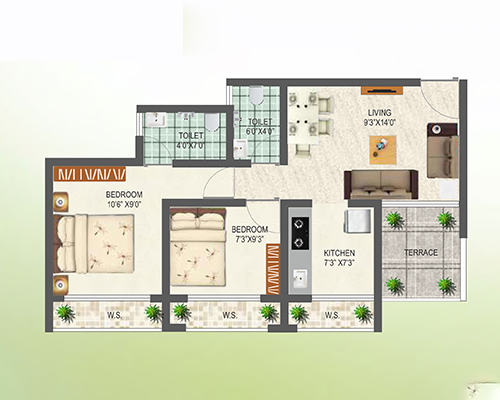 LIVING
9'3"X14'0"
TOILET
6'0"X4'0"
TOILET
4'0"X7'0"
BEDROOM
10'6" X9'0"
BEDROOM
7'3"X9'3"
KITCHEN
7'3" X7'3"
TERRACE
W.S.
W.S.
W.S.